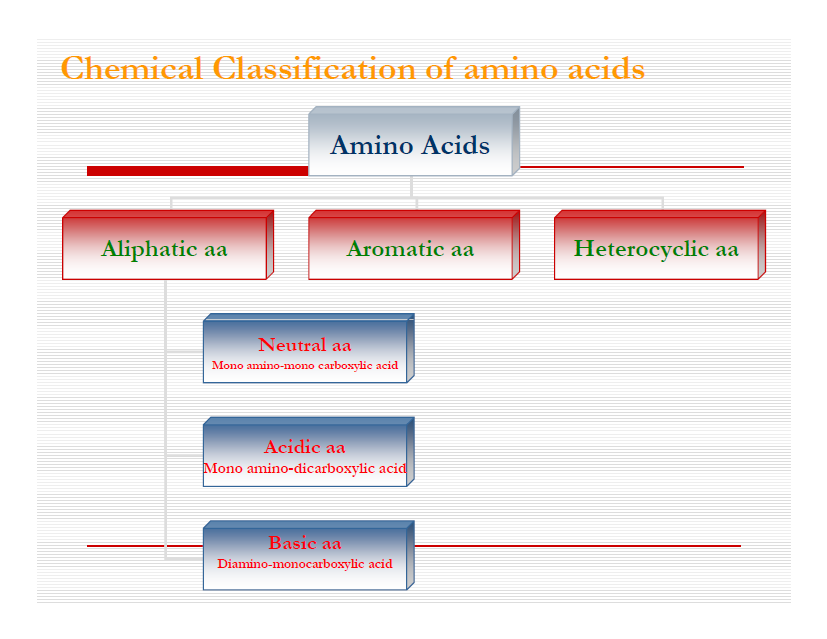 Chemical Classification of amino acids
Amino Acids
Aliphatic aa
Aromatic aa
Heterocyclic aa
Neutral aa
Mono amino-mono carboxylic acid
Acidic aa
Mono amino-dicarboxylic acid
Basic aa
Diamino-monocarboxylic acid